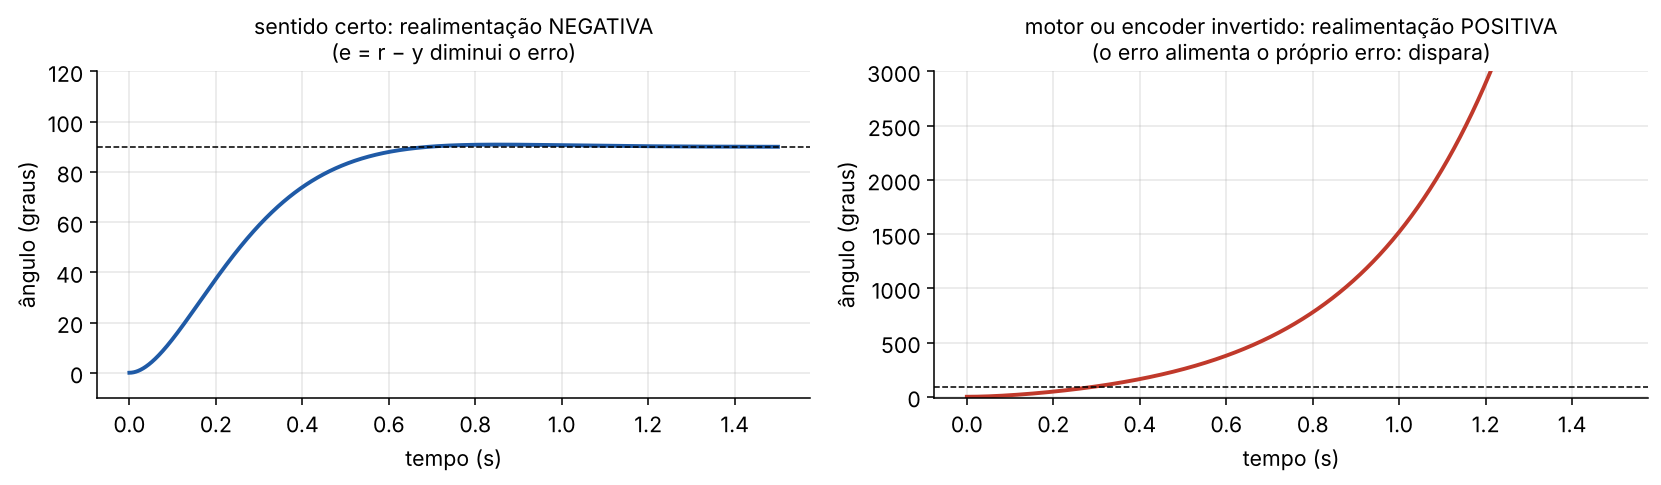 sentido certo: realimentação NEGATIVA
(e = r − y diminui o erro)
120
100
80
60
40
20
0
ângulo (graus)
0.0 0.2 0.4 0.6 0.8 1.0 1.2 1.4
tempo (s)
motor ou encoder invertido: realimentação POSITIVA
(o erro alimenta o próprio erro: dispara)
3000
2500
2000
1500
1000
500
0
ângulo (graus)
0.0 0.2 0.4 0.6 0.8 1.0 1.2 1.4
tempo (s)